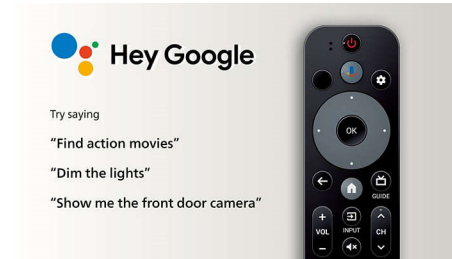 Hey Google
Try saying
“Find action movies”
“Dim the lights”
“Show me the front door camera”
OK
GUIDE
+
VOL
−
INPUT
CH